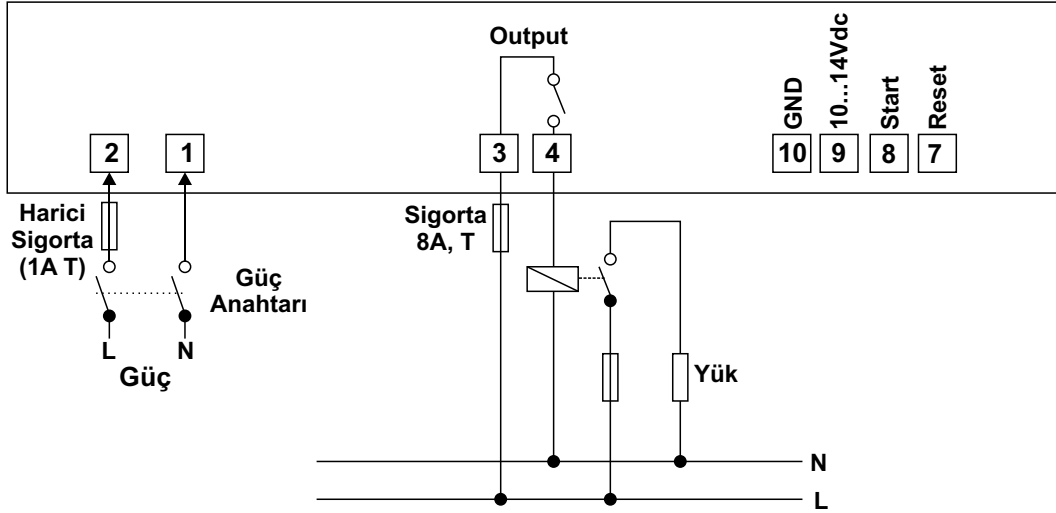 Output
GND
10...14Vdc
Start
Reset
2
1
3
4
10
9
8
7
Harici
Sigorta
(1A T)
Güç
Anahtarı
L
N
Güç
Sigorta
8A, T
Yük
N
L